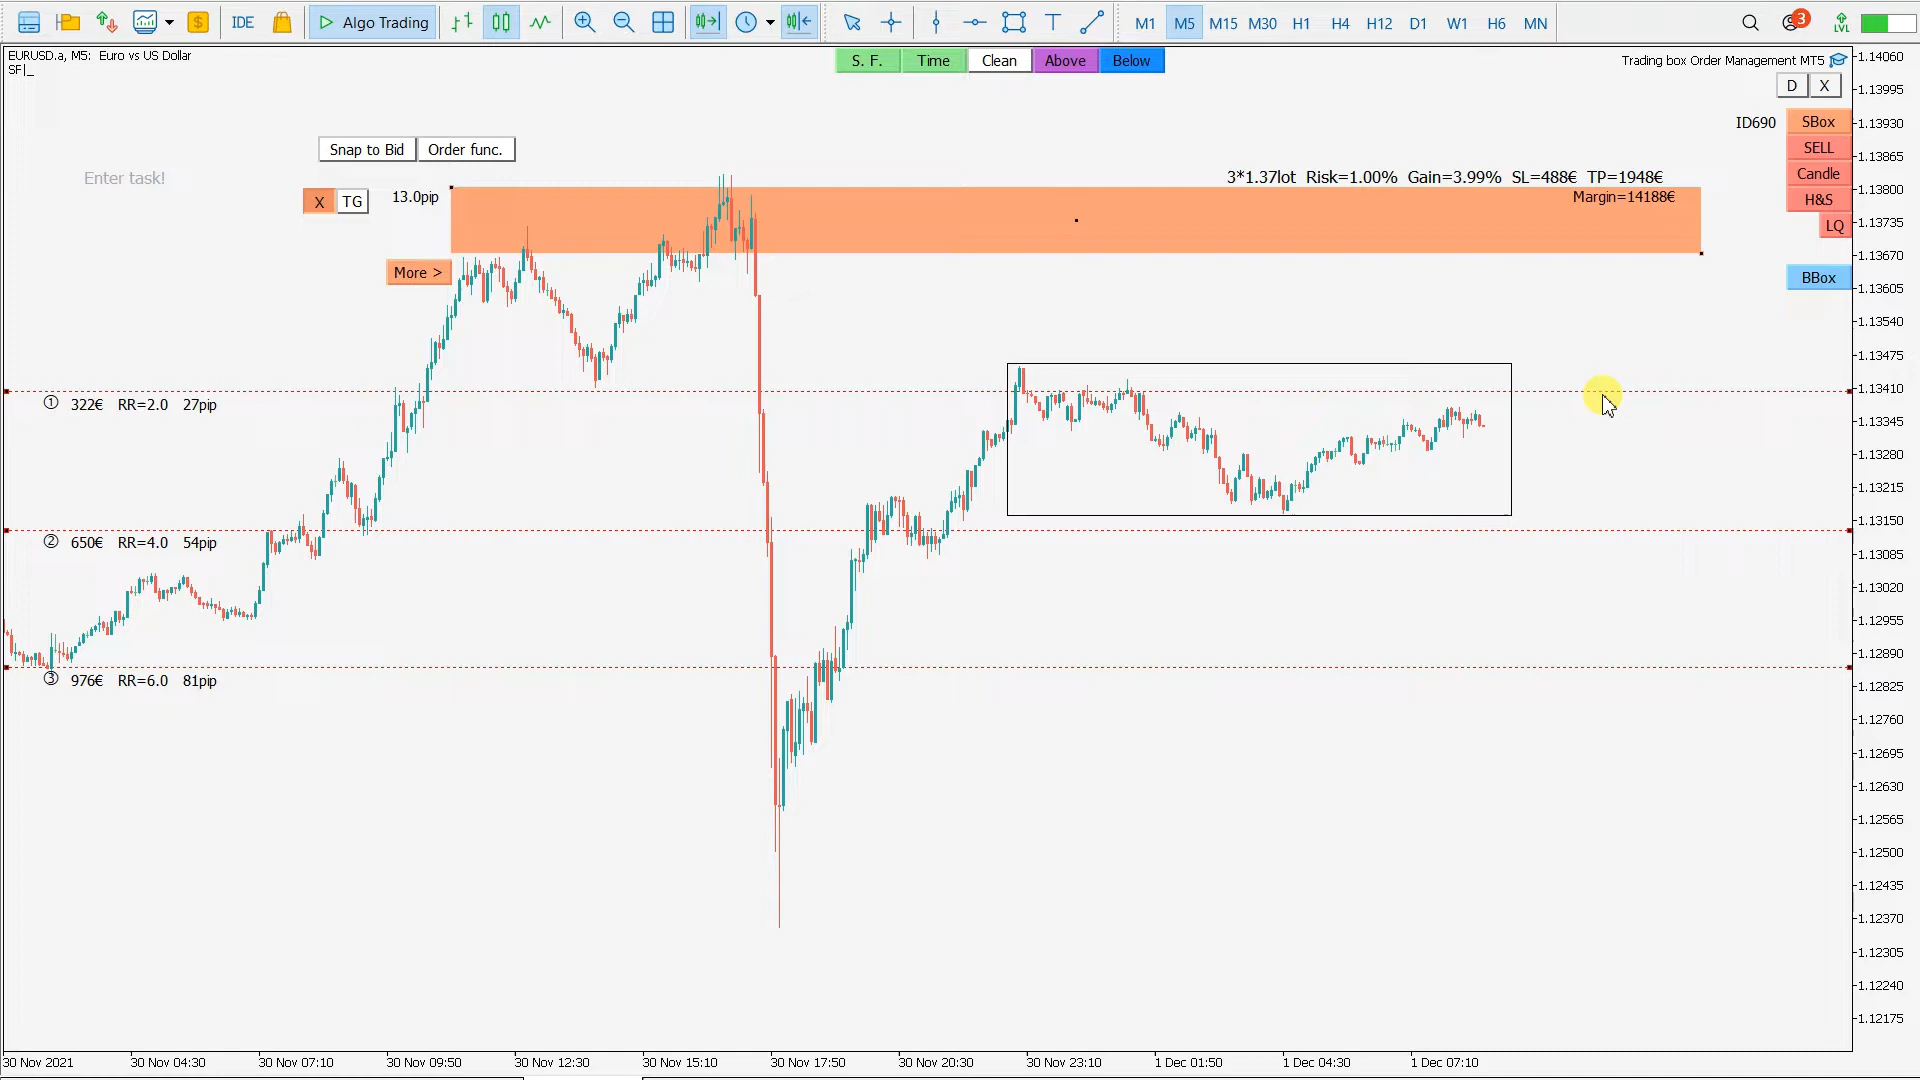 IDE Algo Trading M1 M5 M15 M30 H1 H4 H12 D1 W1 H6 MN 3 LVL
EURUSD.a, M5: Euro vs US Dollar
SF|_
S. F. Time Clean Above Below
Trading box Order Management MT5
D X
ID690 SBox
SELL
Candle
H&S
LQ
BBox
Snap to Bid Order func.
Enter task!
X TG 13.0pip
3*1.37lot Risk=1.00% Gain=3.99% SL=488€ TP=1948€
Margin=14188€
More >
① 322€ RR=2.0 27pip
② 650€ RR=4.0 54pip
③ 976€ RR=6.0 81pip
1.14060
1.13995
1.13930
1.13865
1.13800
1.13735
1.13670
1.13605
1.13540
1.13475
1.13410
1.13345
1.13280
1.13215
1.13150
1.13085
1.13020
1.12955
1.12890
1.12825
1.12760
1.12695
1.12630
1.12565
1.12500
1.12435
1.12370
1.12305
1.12240
1.12175
30 Nov 2021 30 Nov 04:30 30 Nov 07:10 30 Nov 09:50 30 Nov 12:30 30 Nov 15:10 30 Nov 17:50 30 Nov 20:30 30 Nov 23:10 1 Dec 01:50 1 Dec 04:30 1 Dec 07:10